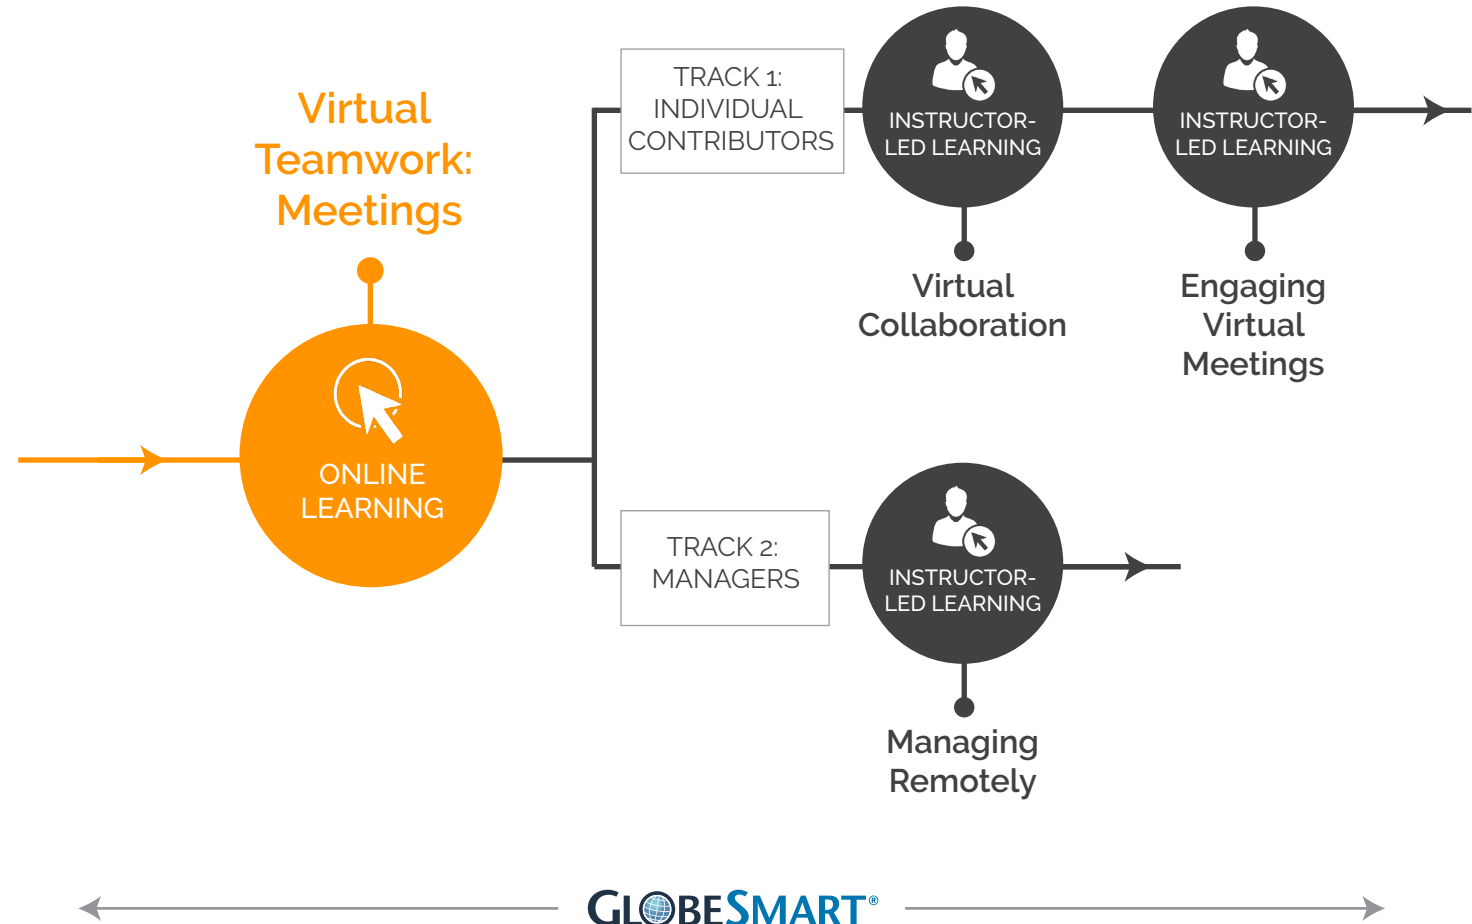 Virtual
Teamwork:
Meetings
ONLINE
LEARNING
TRACK 1:
INDIVIDUAL
CONTRIBUTORS
INSTRUCTOR-
LED LEARNING
Virtual
Collaboration
INSTRUCTOR-
LED LEARNING
Engaging
Virtual
Meetings
TRACK 2:
MANAGERS
INSTRUCTOR-
LED LEARNING
Managing
Remotely
GLOBESMART®